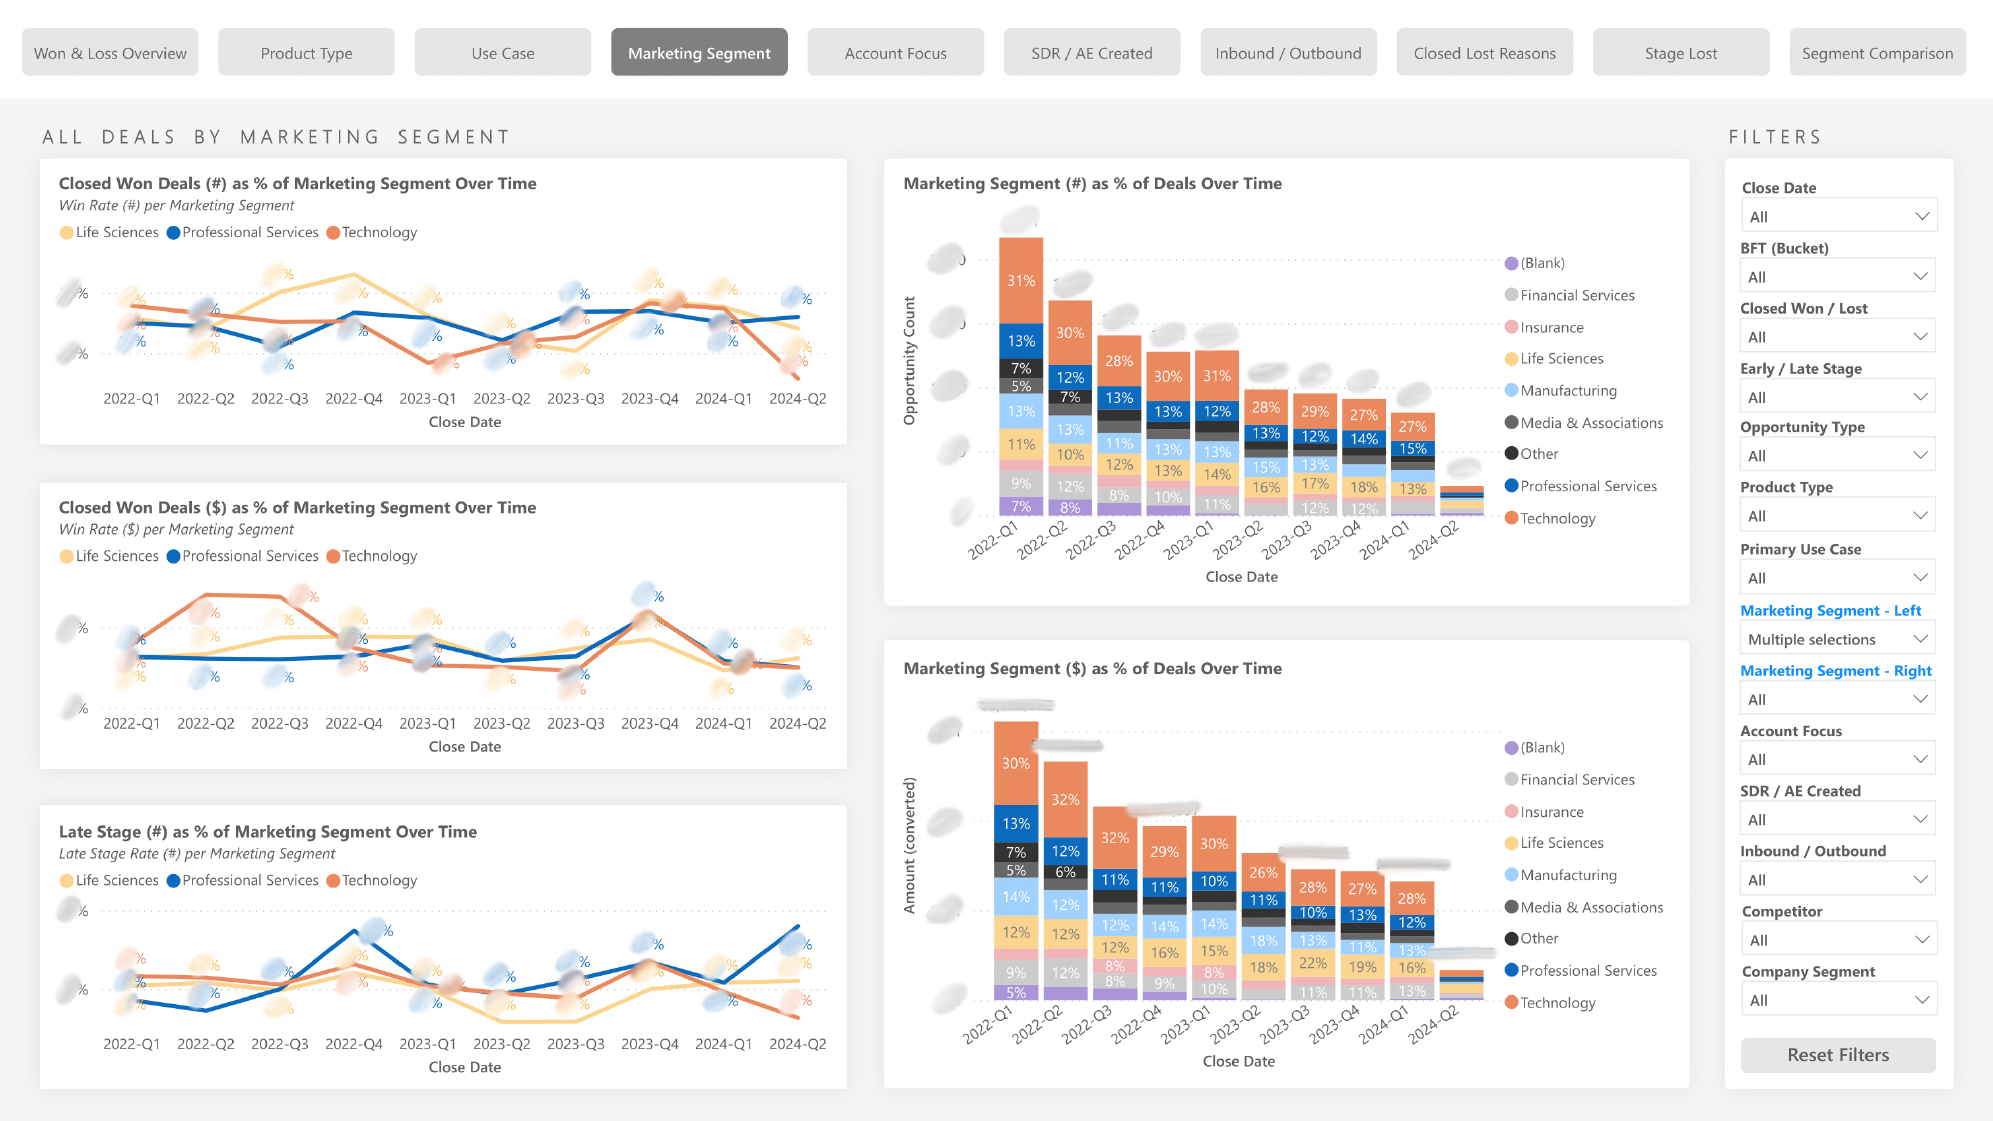 Won & Loss Overview
Product Type
Use Case
Marketing Segment
Account Focus
SDR / AE Created
Inbound / Outbound
Closed Lost Reasons
Stage Lost
Segment Comparison
ALL DEALS BY MARKETING SEGMENT
Closed Won Deals (#) as % of Marketing Segment Over Time
Win Rate (#) per Marketing Segment
Life Sciences Professional Services Technology
2022-Q1 2022-Q2 2022-Q3 2022-Q4 2023-Q1 2023-Q2 2023-Q3 2023-Q4 2024-Q1 2024-Q2
Close Date
Closed Won Deals ($) as % of Marketing Segment Over Time
Win Rate ($) per Marketing Segment
Life Sciences Professional Services Technology
2022-Q1 2022-Q2 2022-Q3 2022-Q4 2023-Q1 2023-Q2 2023-Q3 2023-Q4 2024-Q1 2024-Q2
Close Date
Late Stage (#) as % of Marketing Segment Over Time
Late Stage Rate (#) per Marketing Segment
Life Sciences Professional Services Technology
2022-Q1 2022-Q2 2022-Q3 2022-Q4 2023-Q1 2023-Q2 2023-Q3 2023-Q4 2024-Q1 2024-Q2
Close Date
Marketing Segment (#) as % of Deals Over Time
Opportunity Count
31%
13%
7%
5%
13%
11%
9%
7%
30%
12%
7%
13%
10%
12%
8%
28%
13%
11%
12%
8%
30%
13%
13%
13%
10%
31%
12%
13%
14%
11%
28%
13%
15%
16%
29%
12%
13%
17%
12%
27%
14%
18%
12%
27%
15%
13%
2022-Q1 2022-Q2 2022-Q3 2022-Q4 2023-Q1 2023-Q2 2023-Q3 2023-Q4 2024-Q1 2024-Q2
Close Date
(Blank)
Financial Services
Insurance
Life Sciences
Manufacturing
Media & Associations
Other
Professional Services
Technology
Marketing Segment ($) as % of Deals Over Time
Amount (converted)
30%
13%
7%
5%
14%
12%
9%
5%
32%
12%
6%
12%
12%
12%
32%
11%
12%
12%
8%
8%
29%
11%
14%
16%
9%
30%
10%
14%
15%
8%
10%
26%
11%
18%
18%
28%
10%
13%
22%
11%
27%
13%
11%
19%
11%
28%
12%
13%
16%
13%
2022-Q1 2022-Q2 2022-Q3 2022-Q4 2023-Q1 2023-Q2 2023-Q3 2023-Q4 2024-Q1 2024-Q2
Close Date
(Blank)
Financial Services
Insurance
Life Sciences
Manufacturing
Media & Associations
Other
Professional Services
Technology
FILTERS
Close Date
All
BFT (Bucket)
All
Closed Won / Lost
All
Early / Late Stage
All
Opportunity Type
All
Product Type
All
Primary Use Case
All
Marketing Segment - Left
Multiple selections
Marketing Segment - Right
All
Account Focus
All
SDR / AE Created
All
Inbound / Outbound
All
Competitor
All
Company Segment
All
Reset Filters